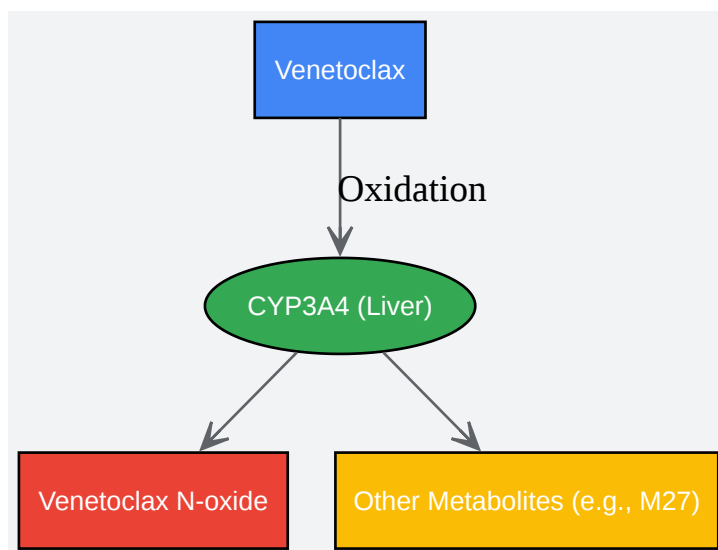 Venetoclax
Oxidation
CYP3A4 (Liver)
Venetoclax N-oxide
Other Metabolites (e.g., M27)